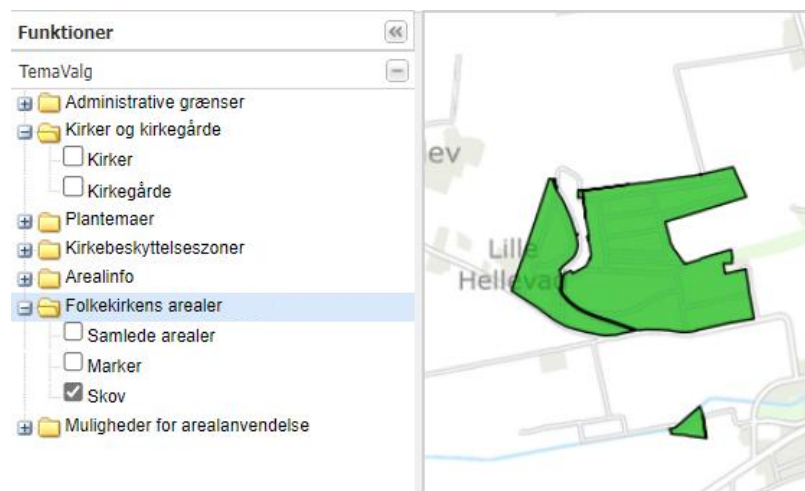 Funktioner
TemaValg
Administrative grænser
Kirker og kirkegårde
Kirker
Kirkegårde
Plantemaer
Kirkebeskyttelseszoner
Arealinfo
Folkekirkens arealer
Samlede arealer
Marker
Skov
Muligheder for arealanvendelse
ev
Lille
Hellevad